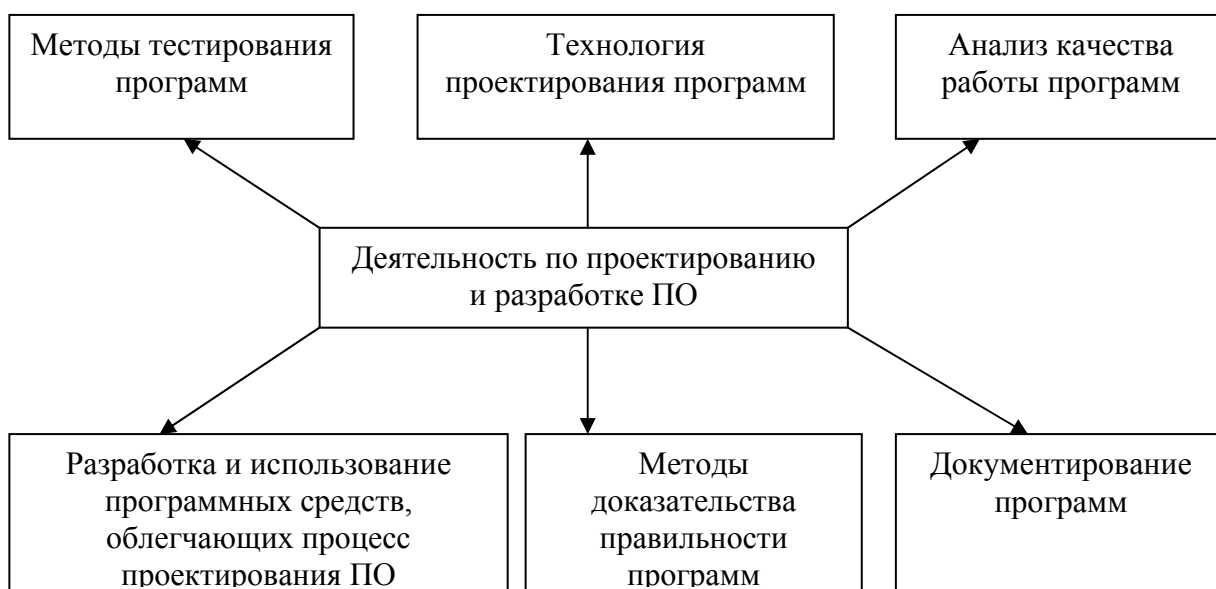 Методы тестирования
программ
Технология
проектирования программ
Анализ качества
работы программ
Деятельность по проектированию
и разработке ПО
Разработка и использование
программных средств,
облегчающих процесс
проектирования ПО
Методы
доказательства
правильности
программ
Документирование
программ